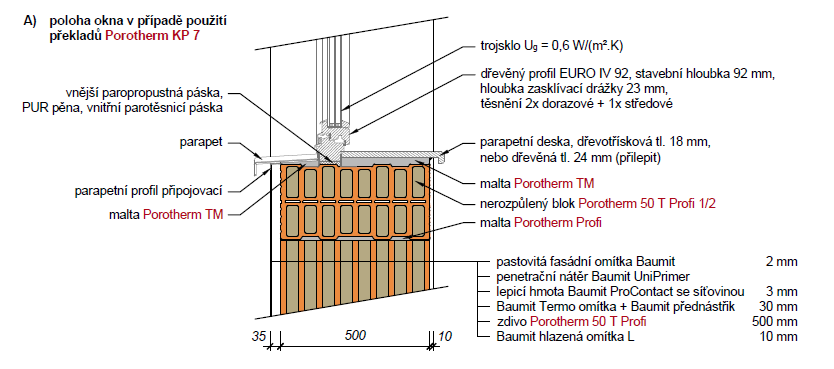 A) poloha okna v případě použití
překladů Porotherm KP 7
vnější paropropustná páska,
PUR pěna, vnitřní parotěsnicí páska
parapet
parapetní profil připojovací
malta Porotherm TM
trojsklo Ug = 0,6 W/(m².K)
dřevěný profil EURO IV 92, stavební hloubka 92 mm,
hloubka zasklívací drážky 23 mm,
těsnění 2x dorazové + 1x středové
parapetní deska, dřevotřísková tl. 18 mm,
nebo dřevěná tl. 24 mm (přilepit)
malta Porotherm TM
nerozpůlený blok Porotherm 50 T Profi 1/2
malta Porotherm Profi
pastovitá fasádní omítka Baumit 2 mm
penetrační nátěr Baumit UniPrimer
lepicí hmota Baumit ProContact se síťovinou 3 mm
Baumit Termo omítka + Baumit přednástřik 30 mm
zdivo Porotherm 50 T Profi 500 mm
Baumit hlazená omítka L 10 mm
35 500 10